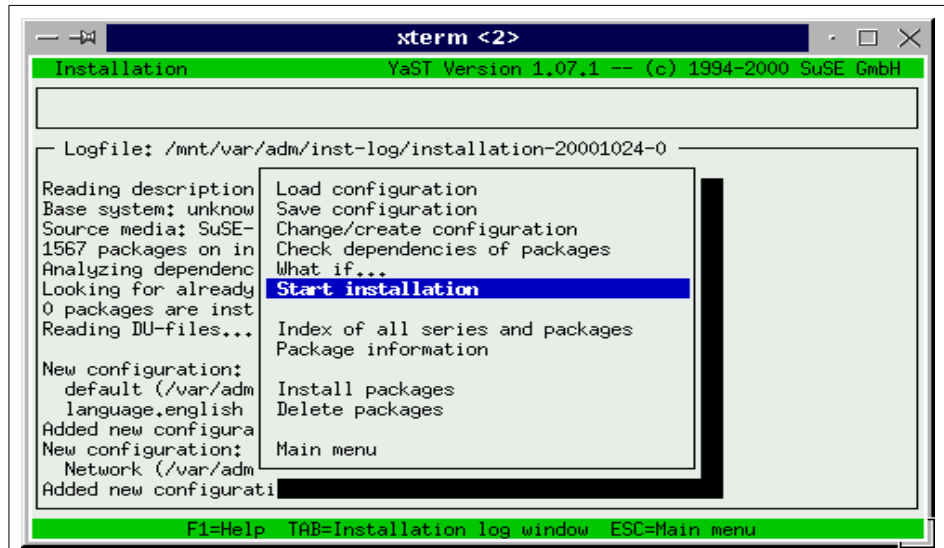 xterm <2>
Installation YaST Version 1.07.1 -- (c) 1994-2000 SuSE GmbH
Logfile: /mnt/var/adm/inst-log/installation-20001024-0
Reading description
Base system: unknow
Source media: SuSE-
1567 packages on in
Analyzing dependenc
Looking for already
0 packages are inst
Reading DU-files...
New configuration:
default (/var/adm
language.english
Added new configura
New configuration:
Network (/var/adm
Added new configurati
Load configuration
Save configuration
Change/create configuration
Check dependencies of packages
What if...
Start installation
Index of all series and packages
Package information
Install packages
Delete packages
Main menu
F1=Help TAB=Installation log window ESC=Main menu